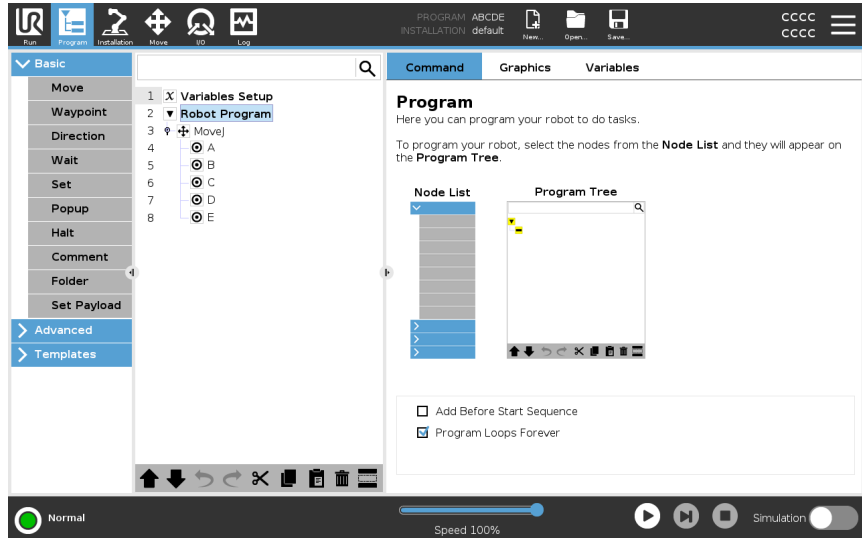 PROGRAM ABCDE
INSTALLATION default
CCCC
CCCC
UR
Run
Program
Installation
Move
I/O
Log
New...
Open...
Save...
Basic
Move
Waypoint
Direction
Wait
Set
Popup
Halt
Comment
Folder
Set Payload
Advanced
Templates
1 X Variables Setup
2 Robot Program
3 MoveJ
4 A
5 B
6 C
7 D
8 E
Command Graphics Variables
Program
Here you can program your robot to do tasks.
To program your robot, select the nodes from the Node List and they will appear on
the Program Tree.
Node List Program Tree
Add Before Start Sequence
Program Loops Forever
Normal
Speed 100%
Simulation